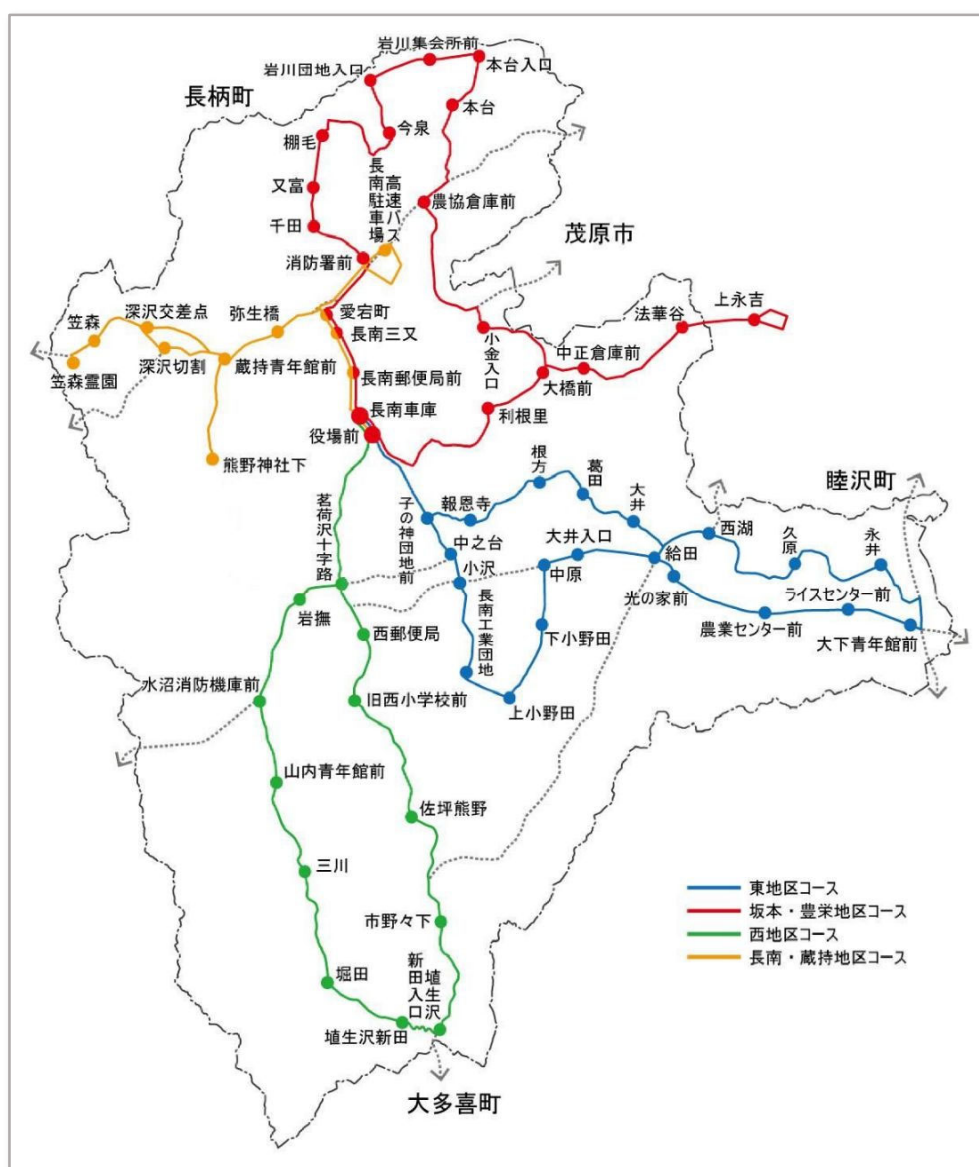 岩川集会所前
岩川団地入口
本台入口
長柄町
本台
今泉
棚毛
高速バス
長南駐車場
又富
農協倉庫前
千田
茂原市
消防署前
上永吉
法華谷
笠森
深沢交差点
弥生橋
愛宕町
長南三又
小金入口
中正倉庫前
笠森霊園
深沢切割
蔵持青年館前
長南郵便局前
大橋前
長南車庫
利根里
役場前
熊野神社下
根方
葛田
睦沢町
報恩寺
大井
茗荷沢十字路
子の神団地前
中之台
大井入口
西湖
久原
永井
小沢
中原
給田
岩撫
光の家前
ライスセンター前
農業センター前
大下青年館前
西郵便局
長南工業団地
下小野田
水沼消防機庫前
旧西小学校前
上小野田
山内青年館前
佐坪熊野
三川
市野々下
東地区コース
坂本・豊栄地区コース
西地区コース
長南・蔵持地区コース
堀田
埴生沢
新田入口
埴生沢新田
大多喜町